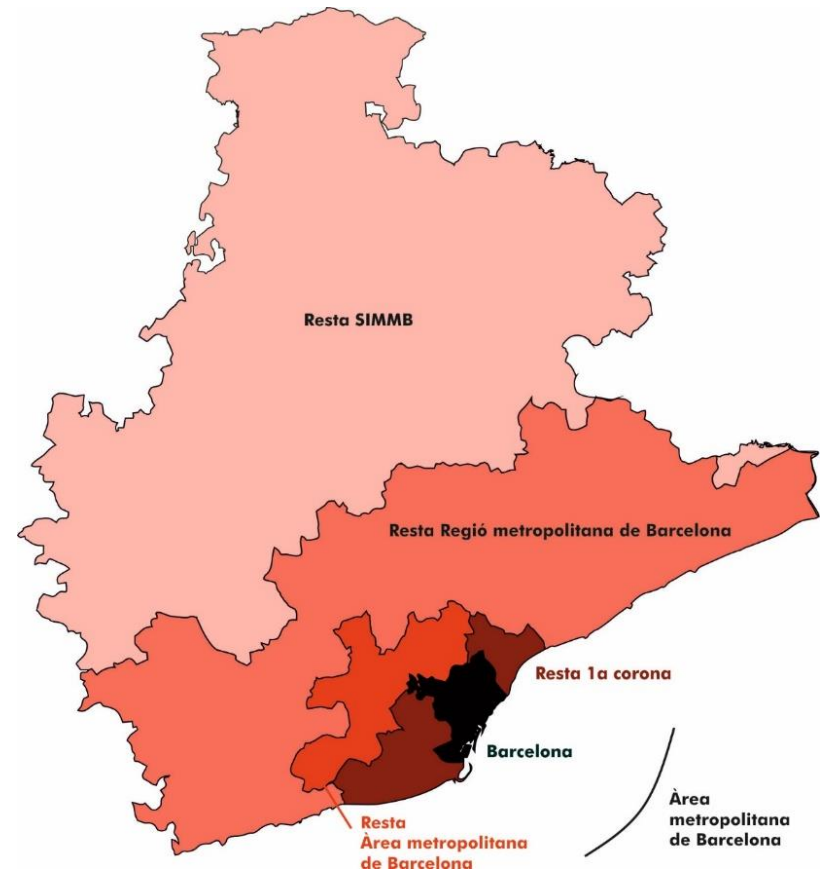 Resta SIMMB
Resta Regió metropolitana de Barcelona
Resta 1a corona
Barcelona
Àrea
metropolitana
de Barcelona
Resta
Àrea metropolitana
de Barcelona